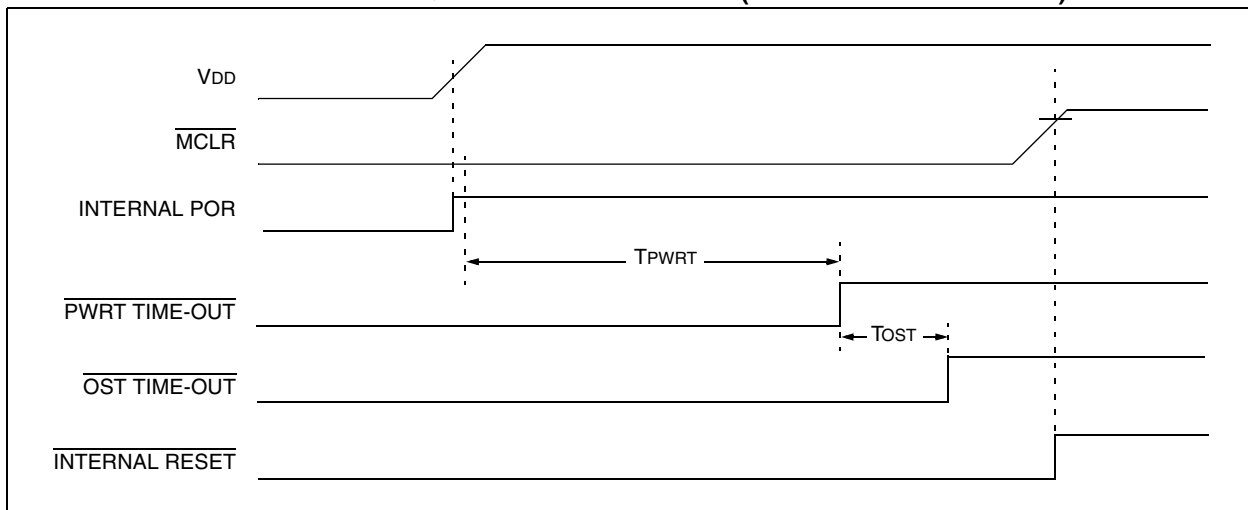 VDD
MCLR
INTERNAL POR
TPWRT
PWRT TIME-OUT
TOST
OST TIME-OUT
INTERNAL RESET